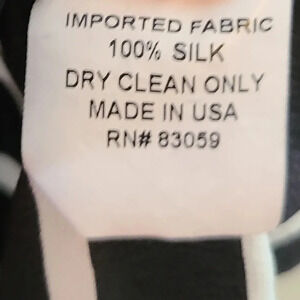 IMPORTED FABRIC
100% SILK
DRY CLEAN ONLY
MADE IN USA
RN# 83059